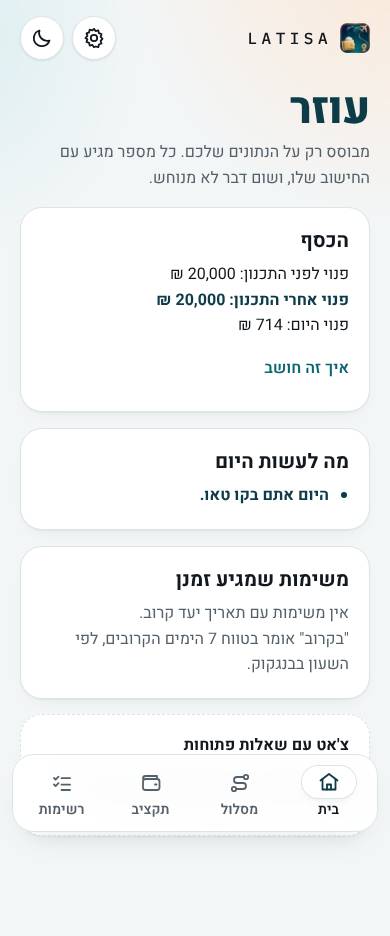 LATISA
עוזר
מבוסס רק על הנתונים שלכם. כל מספר מגיע עם
החישוב שלו, ושום דבר לא מנוחש.
הכסף
פנוי לפני התכנון: 20,000 ₪
פנוי אחרי התכנון: 20,000 ₪
פנוי היום: 714 ₪
איך זה חושב
מה לעשות היום
• היום אתם בקו טאו.
משימות שמגיע זמנן
אין משימות עם תאריך יעד קרוב.
"בקרוב" אומר בטווח 7 הימים הקרובים, לפי
השעון בבנגקוק.
צ'אט עם שאלות פתוחות
בית
מסלול
תקציב
רשימות